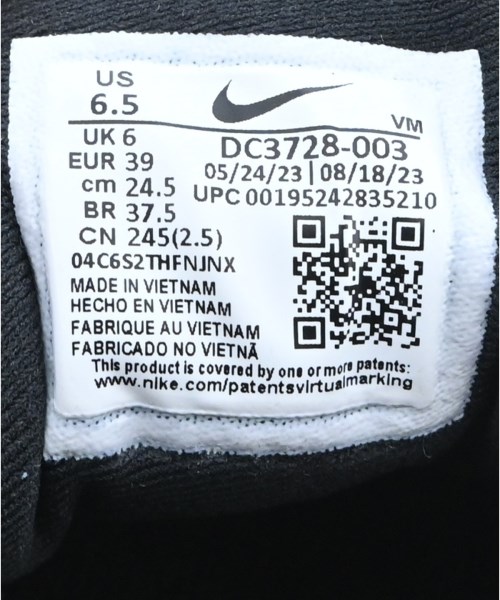 US
6.5
VM
UK 6
EUR 39
cm 24.5
BR 37.5
CN 245(2.5)
DC3728-003
05/24/23 | 08/18/23
UPC 00195242835210
04C6S2THFNJNX
MADE IN VIETNAM
HECHO EN VIETNAM
FABRIQUE AU VIETNAM
FABRICADO NO VIETNÃ
This product is covered by one or more patents:
www.nike.com/patentsvirtualmarking